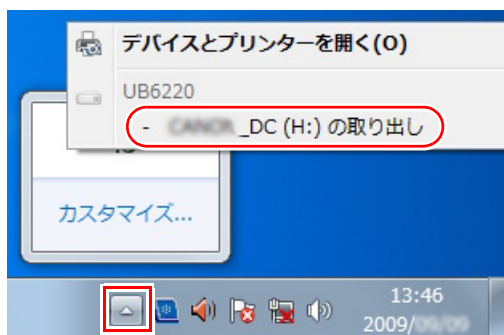 デバイスとプリンターを開く(O)
UB6220
- _DC (H:) の取り出し
カスタマイズ...
13:46
2009/